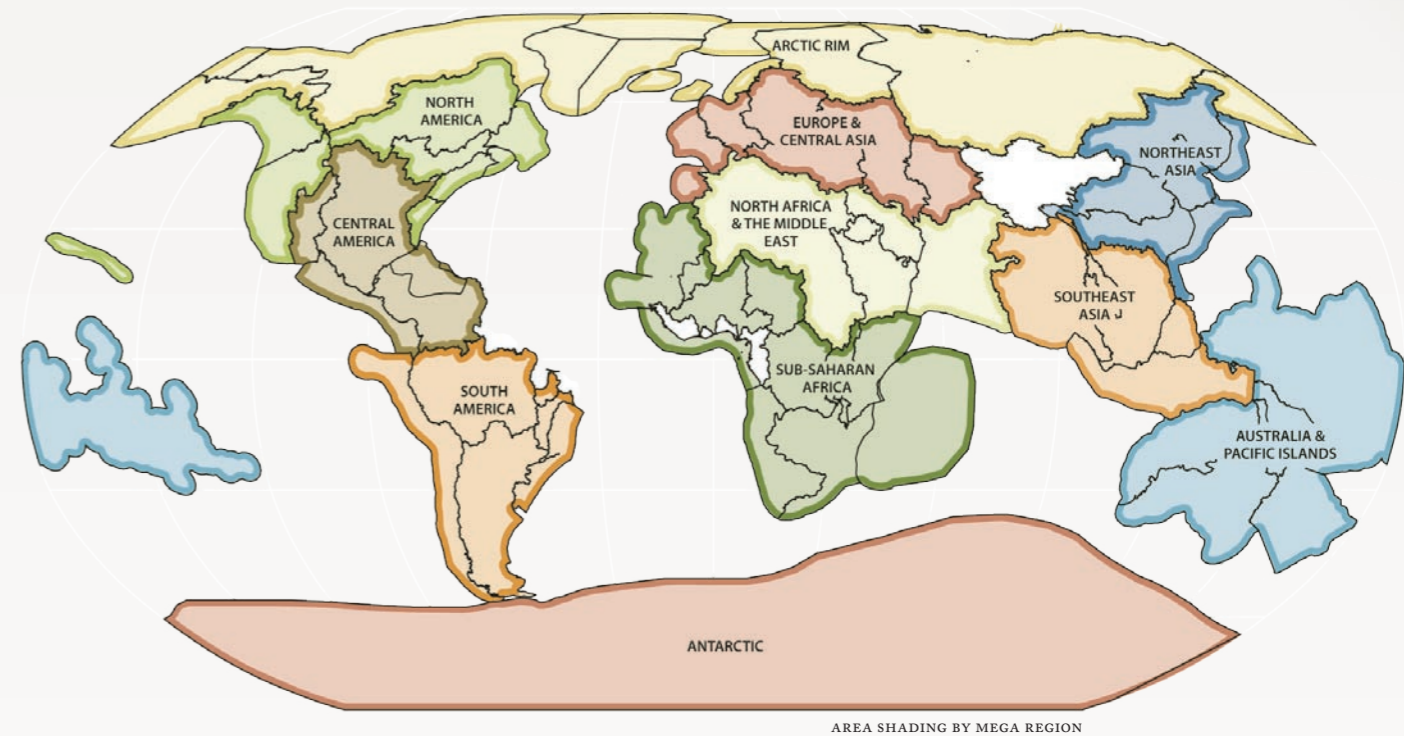 ARCTIC RIM
NORTH
AMERICA
EUROPE &
CENTRAL ASIA
NORTHEAST
ASIA
NORTH AFRICA
& THE MIDDLE
EAST
CENTRAL
AMERICA
SOUTHEAST
ASIA
SUB-SAHARAN
AFRICA
SOUTH
AMERICA
AUSTRALIA &
PACIFIC ISLANDS
ANTARCTIC
AREA SHADING BY MEGA REGION